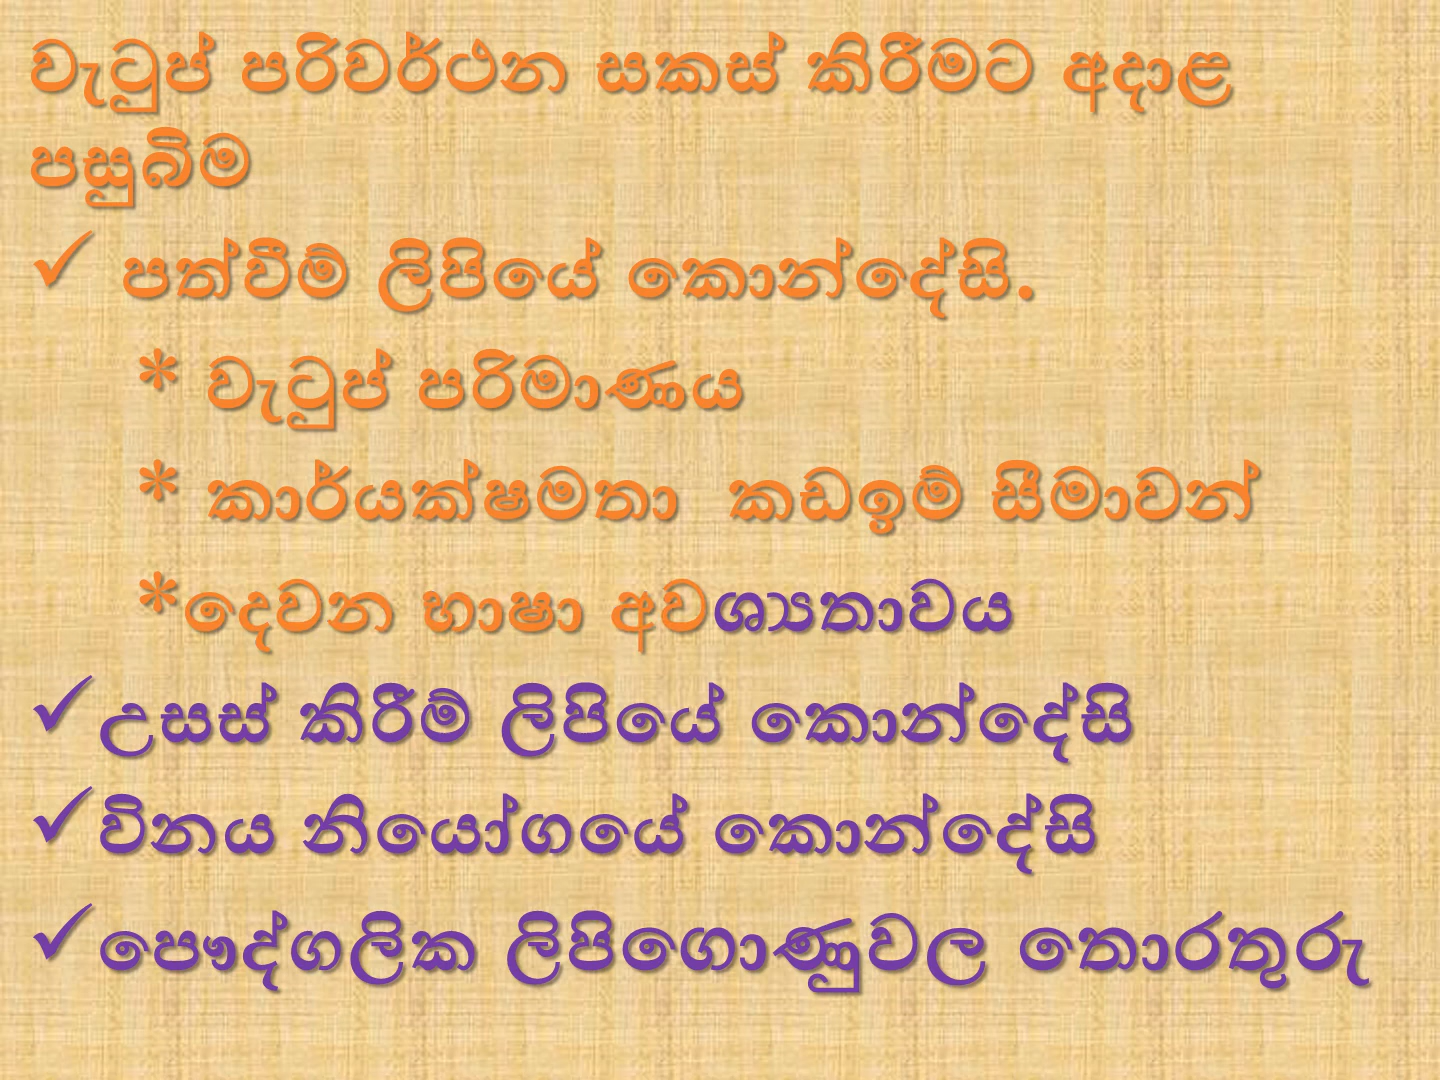 වැටුප් පරිවර්ථන සකස් කිරීමට අදාළ
පසුබිම
✓ පත්වීම් ලිපියේ කොන්දේසි.
* වැටුප් පරිමාණය
* කාර්යක්ෂමතා කඩඉම් සීමාවන්
*දෙවන භාෂා අවශ්‍යතාවය
✓උසස් කිරීම් ලිපියේ කොන්දේසි
✓විනය නියෝගයේ කොන්දේසි
✓පෞද්ගලික ලිපිගොණුවල තොරතුරු